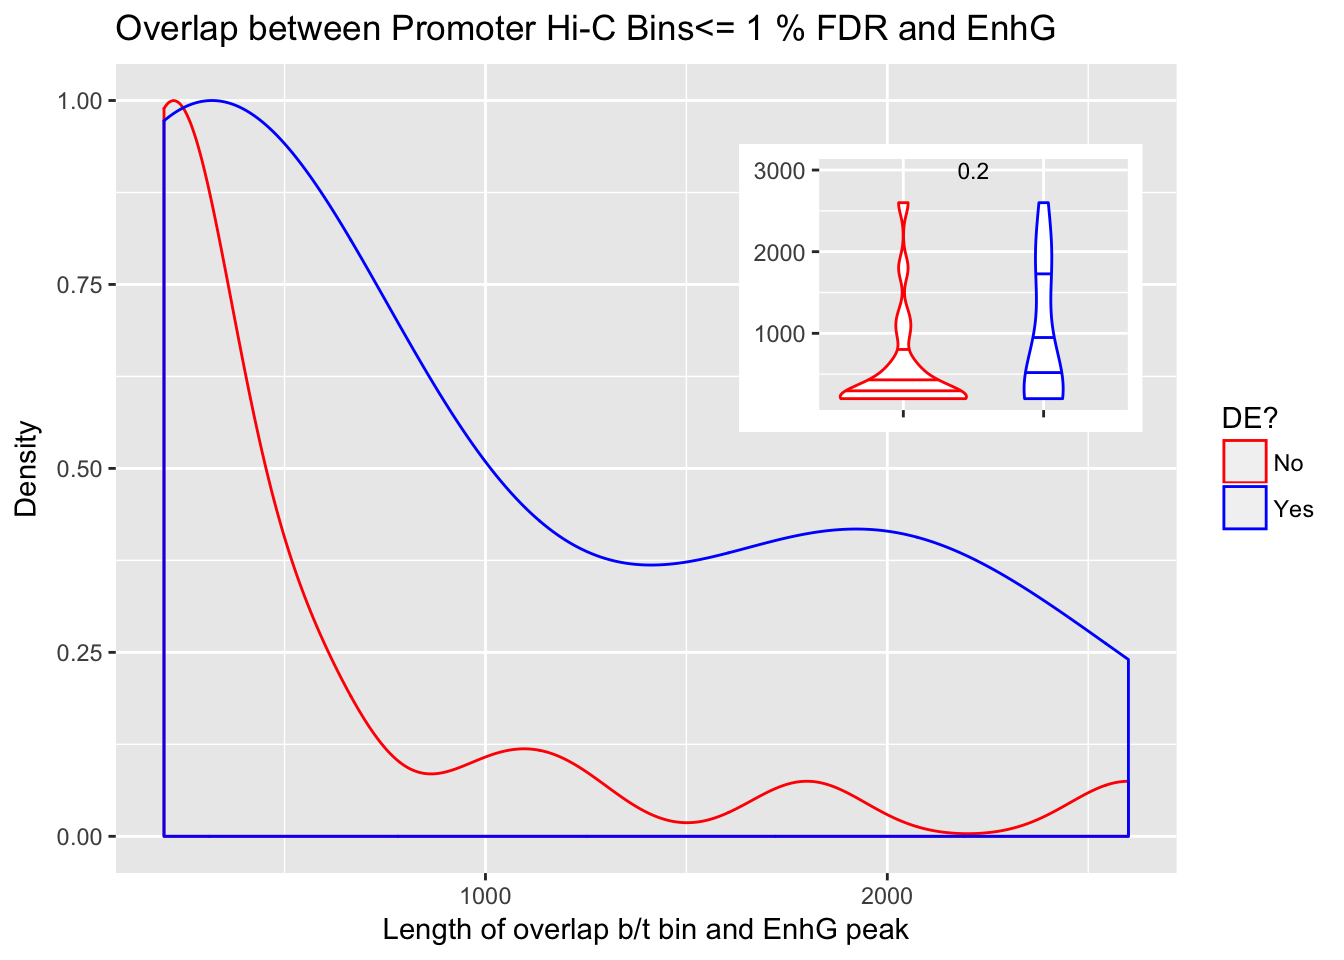 Overlap between Promoter Hi-C Bins<= 1 % FDR and EnhG
1.00
0.75
0.50
0.25
0.00
Density
1000
2000
Length of overlap b/t bin and EnhG peak
3000
2000
1000
0.2
DE?
No
Yes